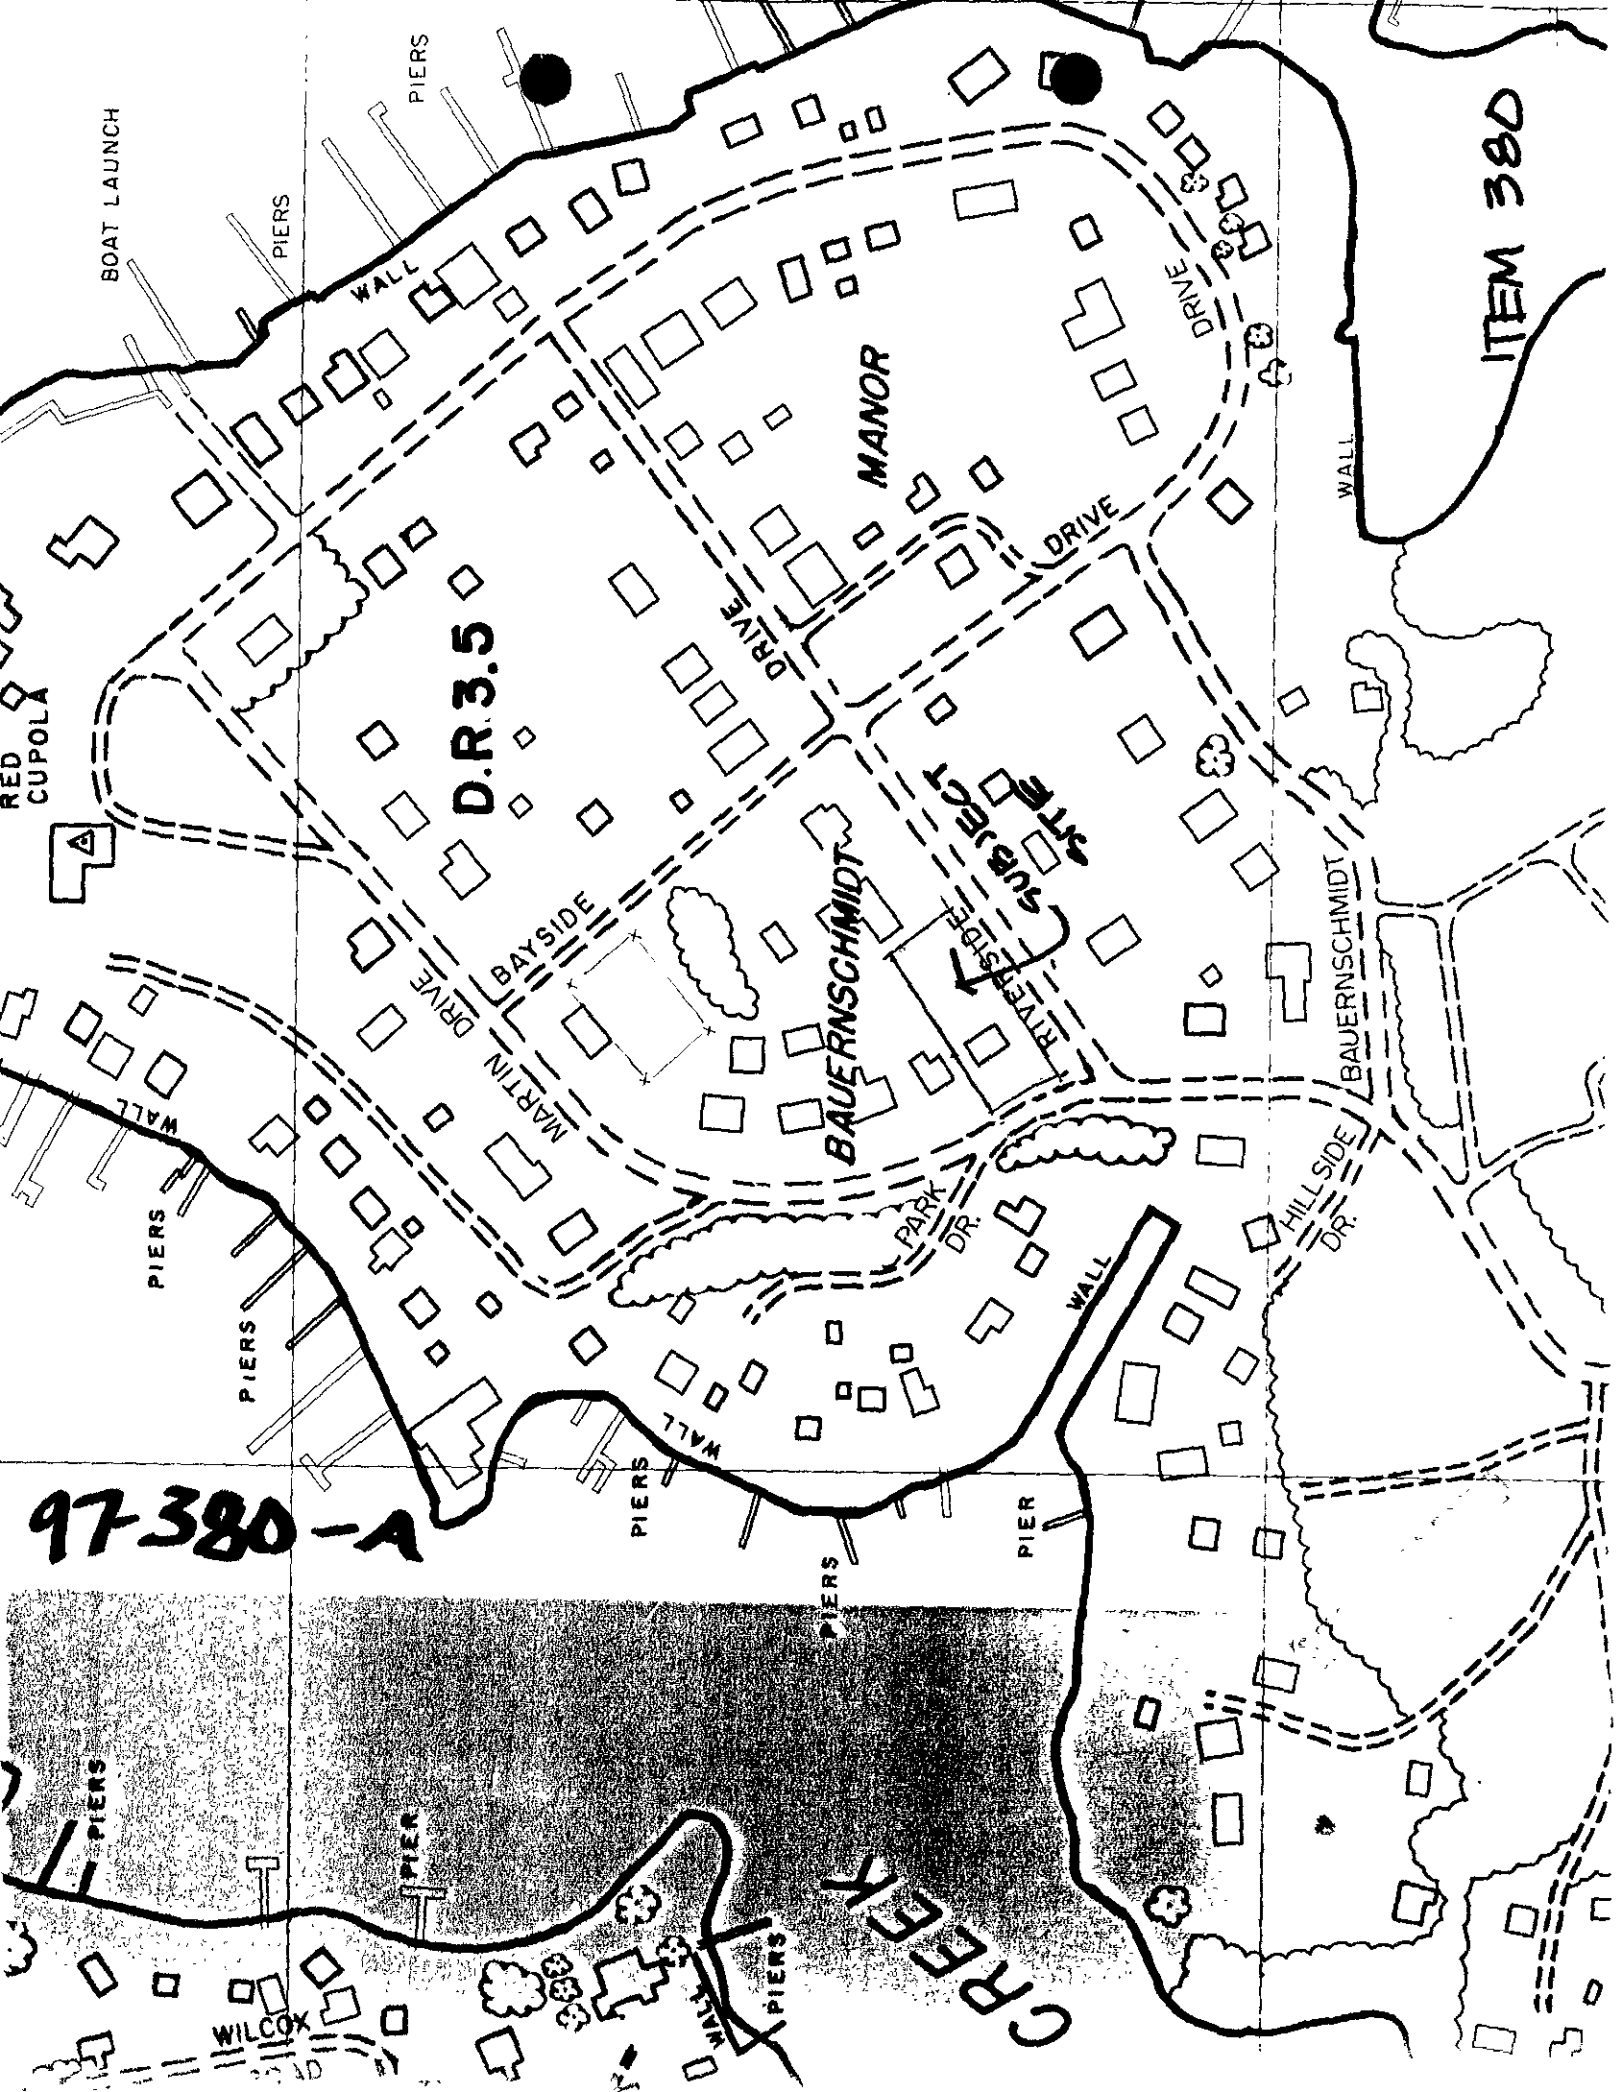 BOAT LAUNCH
PIERS
PIERS
WALL
ITEM 380
DRIVE
MANOR
WALL
DRIVE
DRIVE
D.R. 3.5
RED
CUPOLA
SUBJECT
SITE
BAYSIDE
DRIVE
MARTIN
BAUERNSCHMIDT
RIVERSIDE
RIVERSIDE
BAUERNSCHMIDT
WALL
PIERS
PARK
DR.
HILLSIDE
DR.
WALL
PIERS
WALL
PIERS
PIER
97-380-A
PIERS
PIERS
PIER
CREEK
WALL
PIERS
WILCOX
ROAD